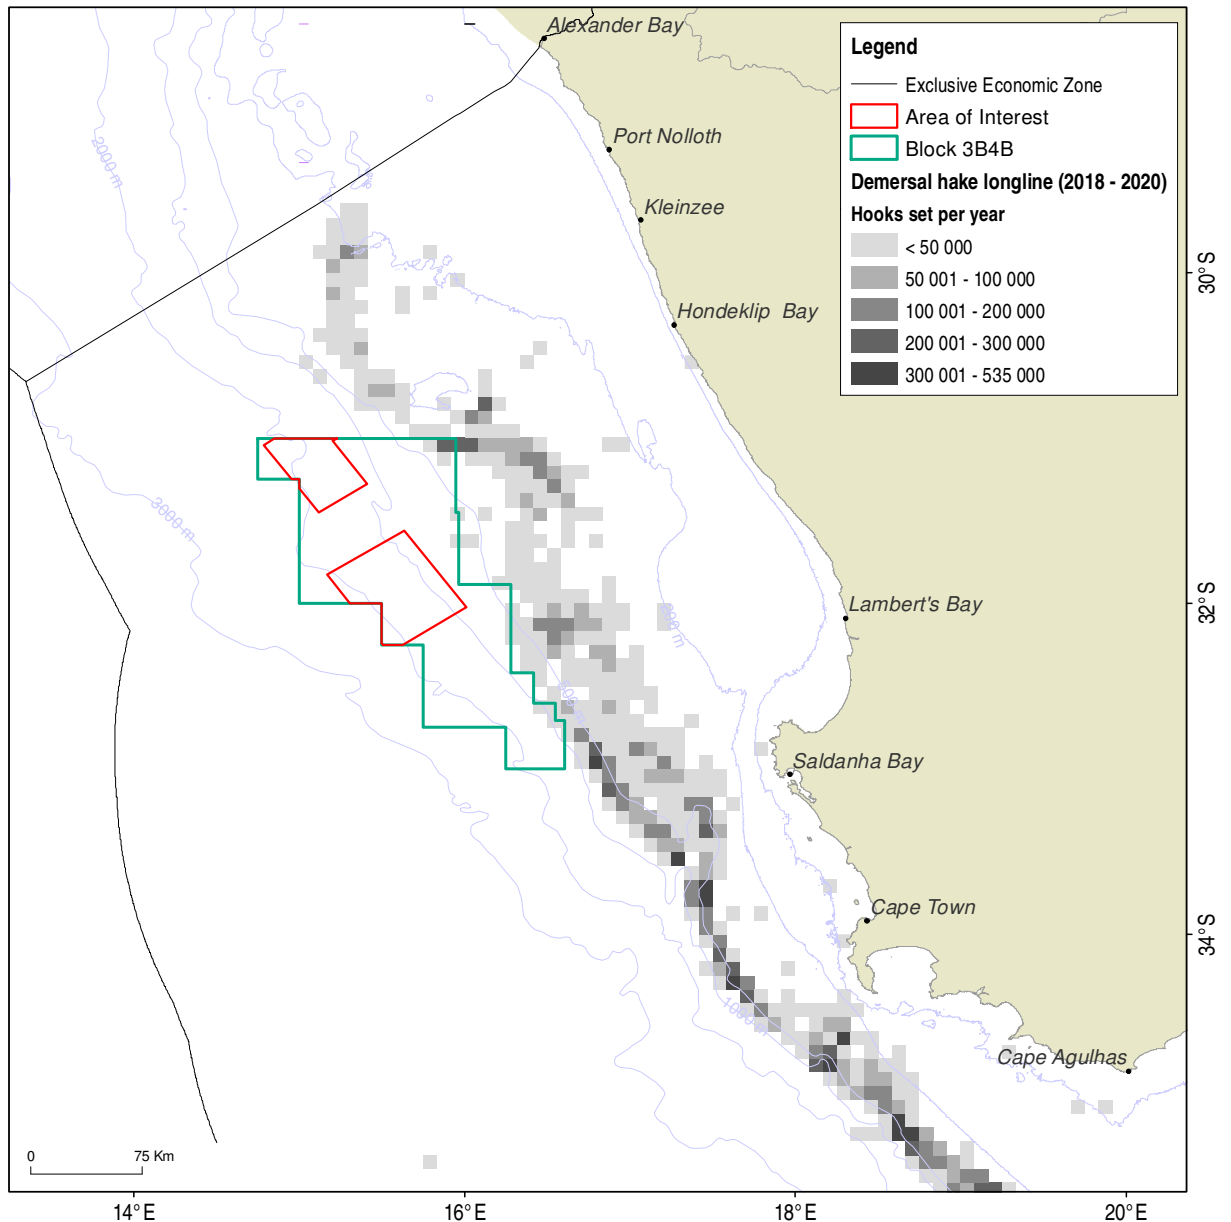 Alexander Bay
Port Nolloth
Kleinzee
Hondeklip Bay
Lambert's Bay
Saldanha Bay
Cape Town
Cape Agulhas
Legend
Exclusive Economic Zone
Area of Interest
Block 3B4B
Demersal hake longline (2018 - 2020)
Hooks set per year
< 50 000
50 001 - 100 000
100 001 - 200 000
200 001 - 300 000
300 001 - 535 000
2000 m
3000 m
200 m
600 m
1000 m
30°S
32°S
34°S
0 75 Km
14°E 16°E 18°E 20°E